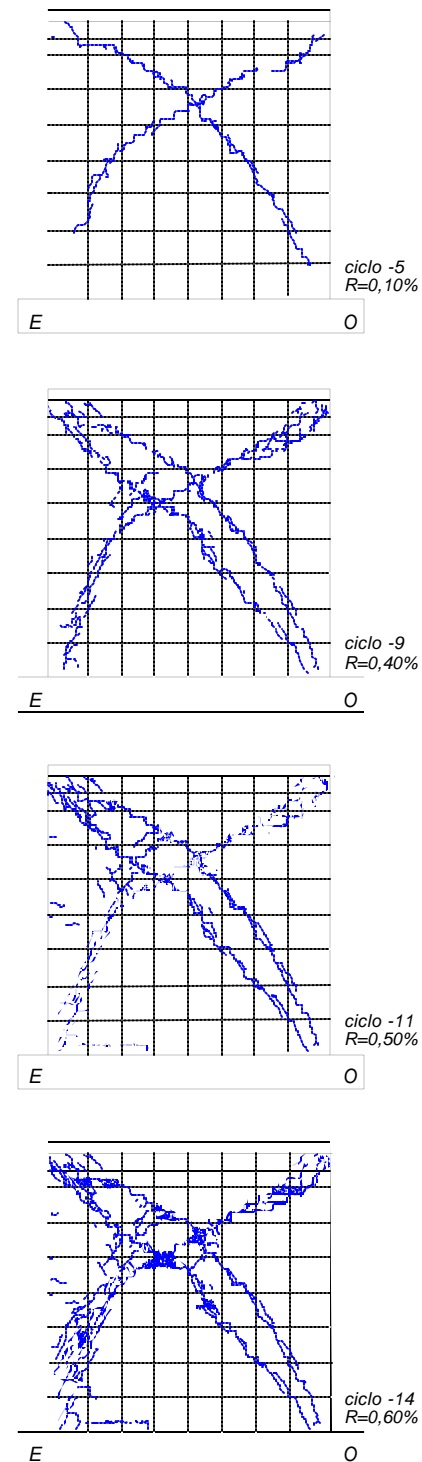 ciclo -5
R=0,10%
E O
ciclo -9
R=0,40%
E O
ciclo -11
R=0,50%
E O
ciclo -14
R=0,60%
E O